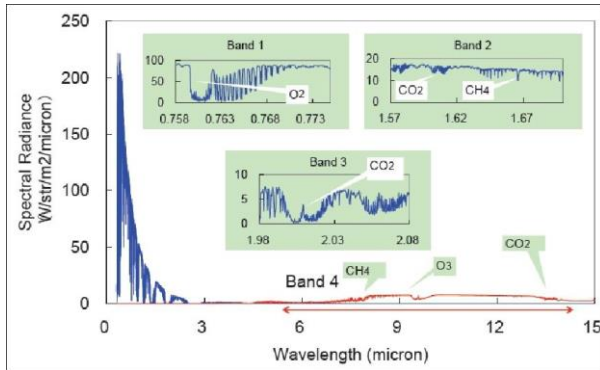 Band 1
100
50
0
O2
0.758 0.763 0.768 0.773
Band 2
20
10
0
CO2
CH4
1.57 1.62 1.67
Band 3
10
5
0
CO2
1.98 2.03 2.08
Spectral Radiance
W/str/m2/micron)
250
200
150
100
50
0
Band 4
CH4
O3
CO2
0 3 6 9 12 15
Wavelength (micron)